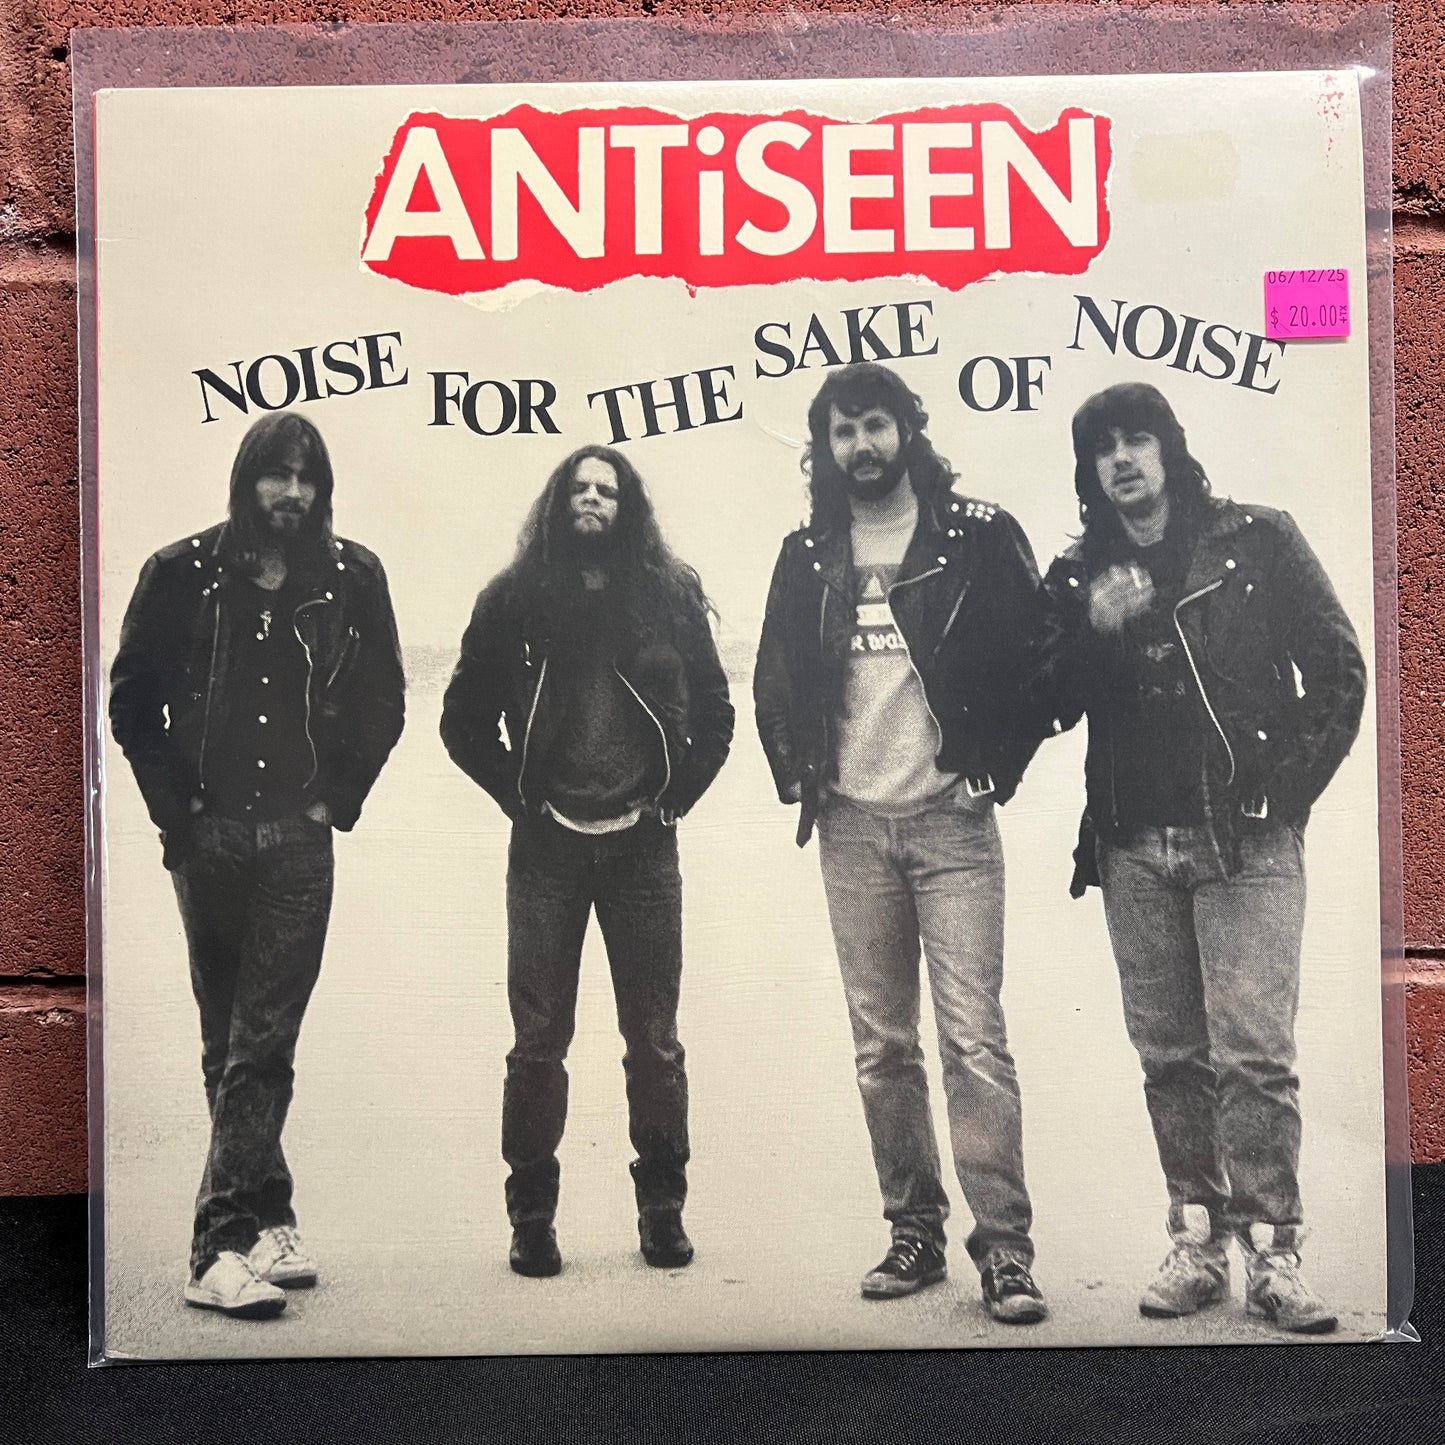 ANTiSEEN
NOISE FOR THE SAKE OF NOISE
06/12/25
$ 20.00